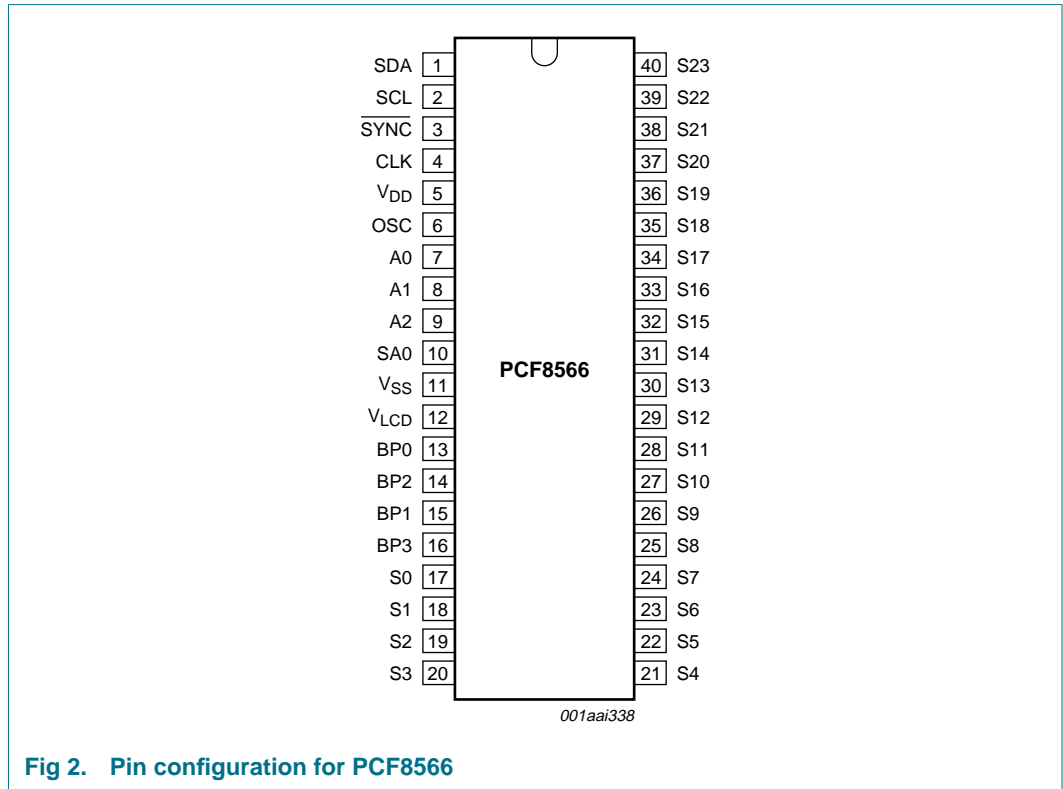 SDA 1 40 S23
SCL 2 39 S22
SYNC 3 38 S21
CLK 4 37 S20
VDD 5 36 S19
OSC 6 35 S18
A0 7 34 S17
A1 8 33 S16
A2 9 32 S15
SA0 10 31 S14
PCF8566
VSS 11 30 S13
VLCD 12 29 S12
BP0 13 28 S11
BP2 14 27 S10
BP1 15 26 S9
BP3 16 25 S8
S0 17 24 S7
S1 18 23 S6
S2 19 22 S5
S3 20 21 S4
001aai338
Fig 2. Pin configuration for PCF8566